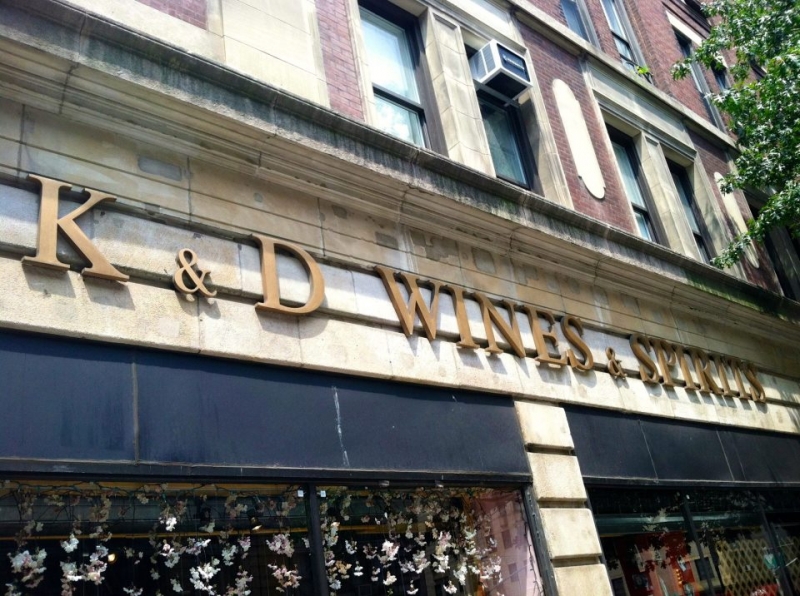 K & D WINES & SPIRITS